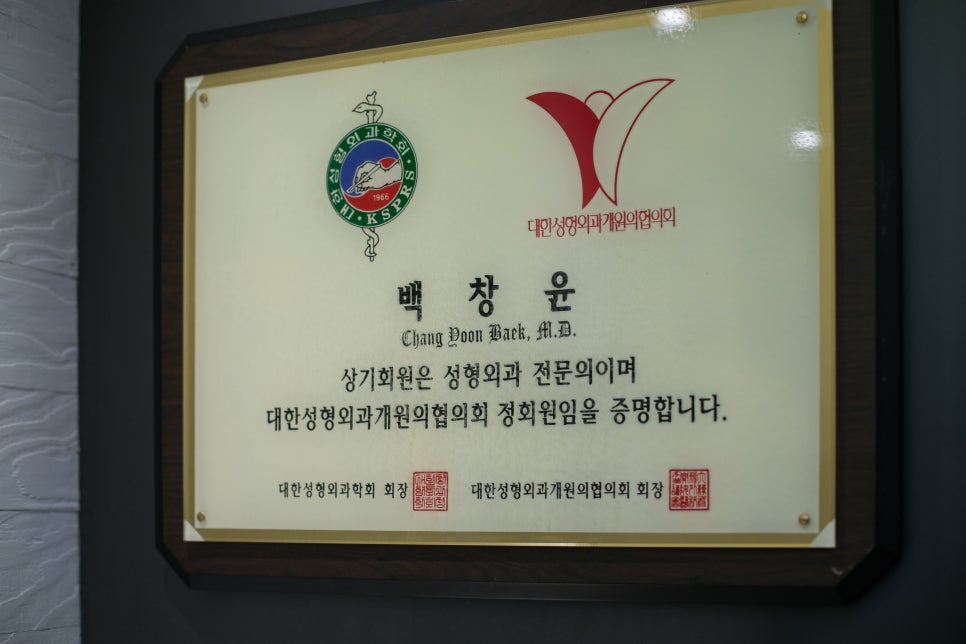 대한성형외과학회 · KSPRS ·
1966
대한성형외과개원의협의회
백 창 윤
Chang Yoon Baek, M.D.
상기회원은 성형외과 전문의이며
대한성형외과개원의협의회 정회원임을 증명합니다.
대한성형외과학회 회장 대한성형외과개원의협의회 회장